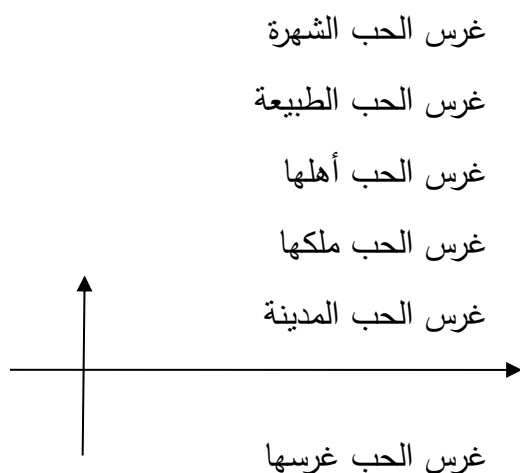 غرس الحب الشهرة
غرس الحب الطبيعة
غرس الحب أهلها
غرس الحب ملكها
غرس الحب المدينة
غرس الحب غرسها